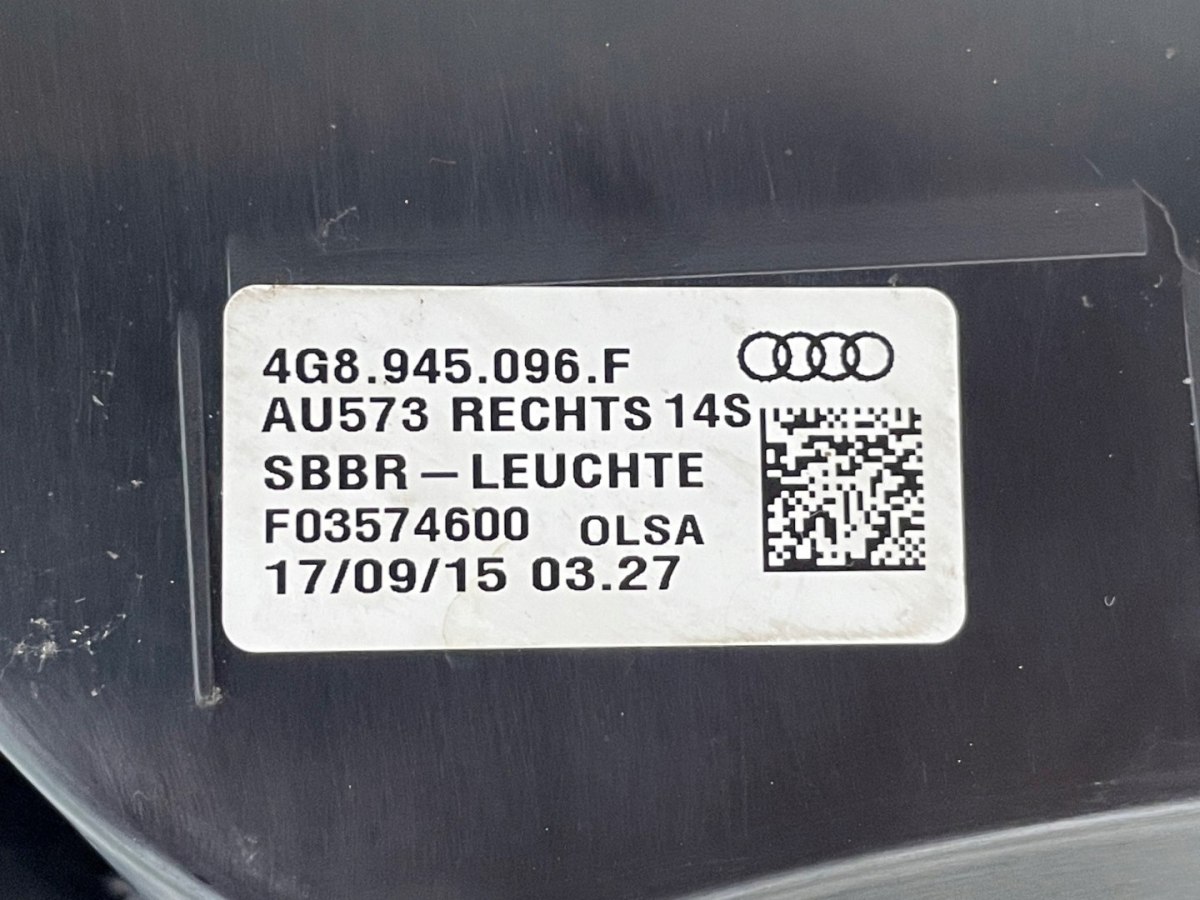 4G8.945.096.F
AU573 RECHTS 14S
SBBR – LEUCHTE
F03574600 OLSA
17/09/15 03.27